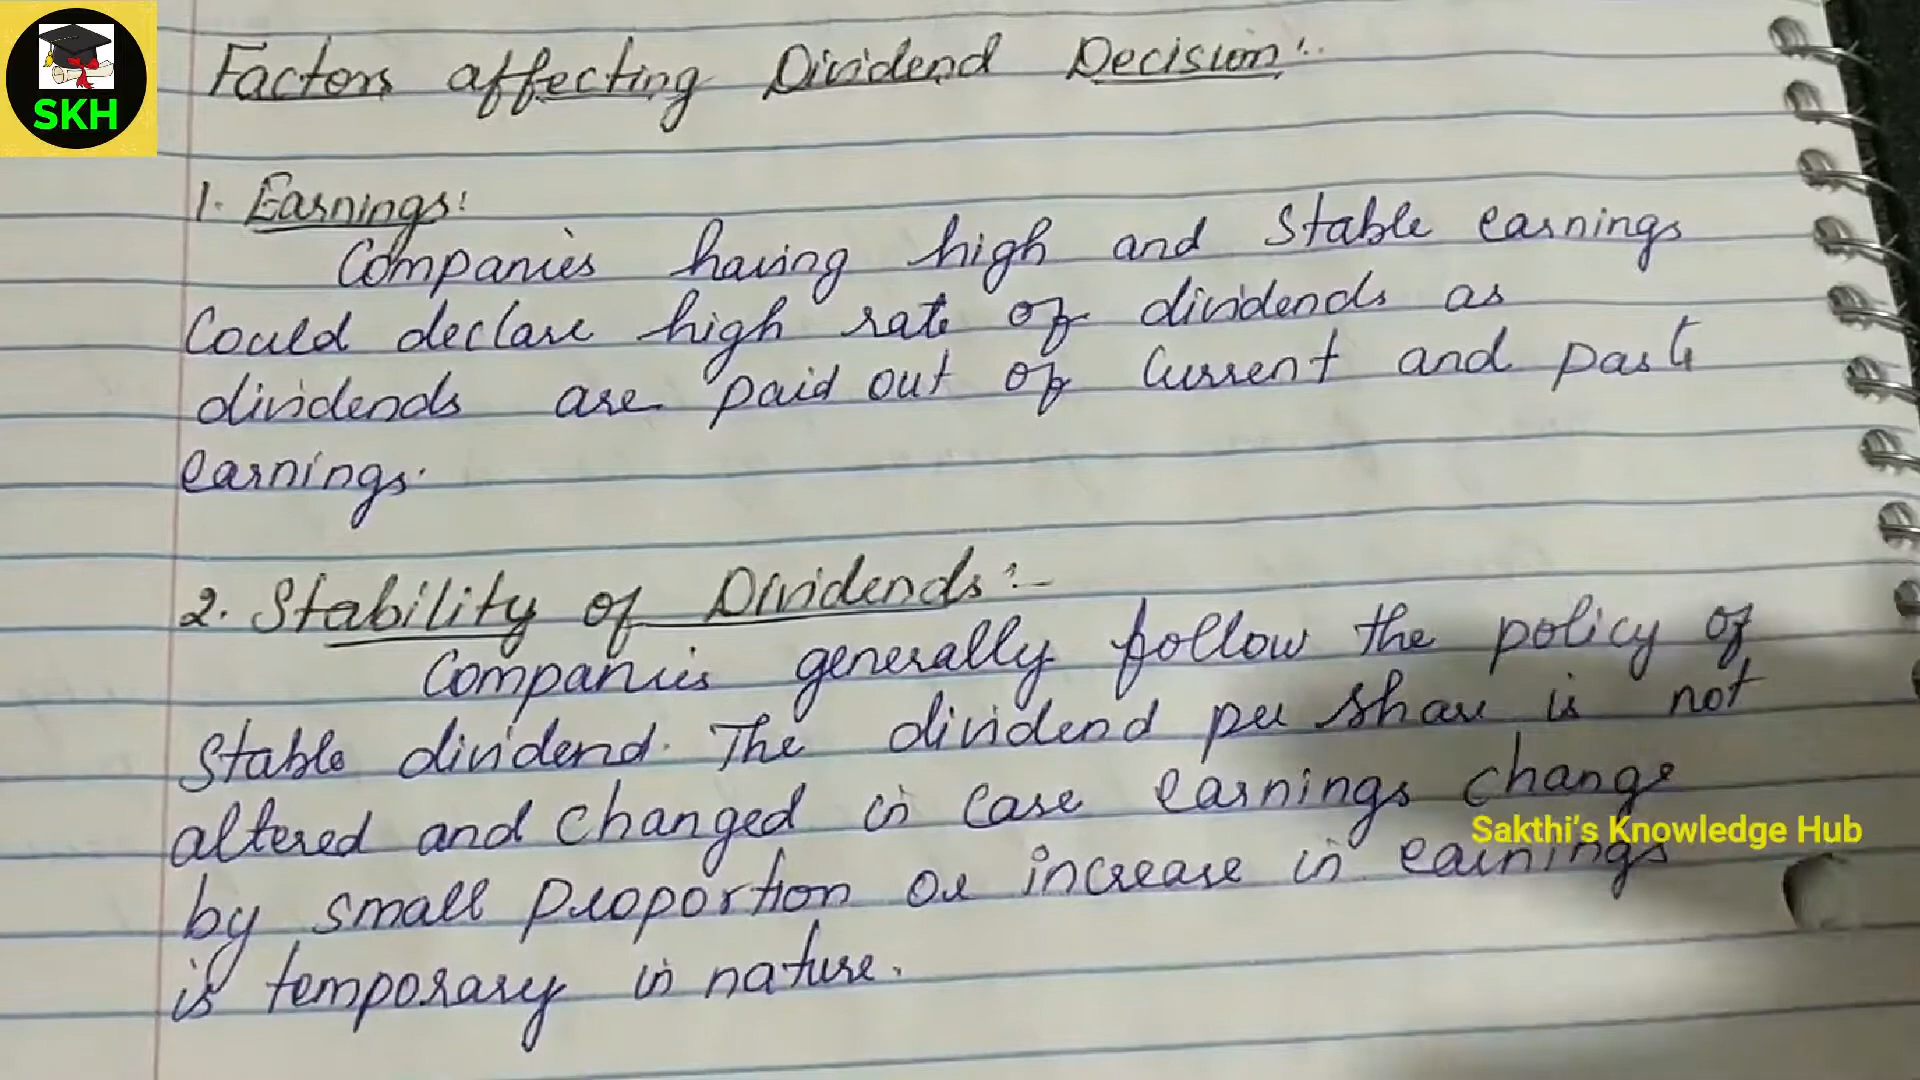 SKH
Factors affecting Dividend Decision:-
1. Earnings:
Companies having high and stable earnings
Could declare high rate of dividends as
dividends are paid out of Current and past
earnings.
2. Stability of Dividends:-
Companies generally follow the policy of
Stable dividend. The dividend per share is not
altered and changed in case earnings change
Sakthi's Knowledge Hub
by small proportion or increase in earnings
is temporary in nature.